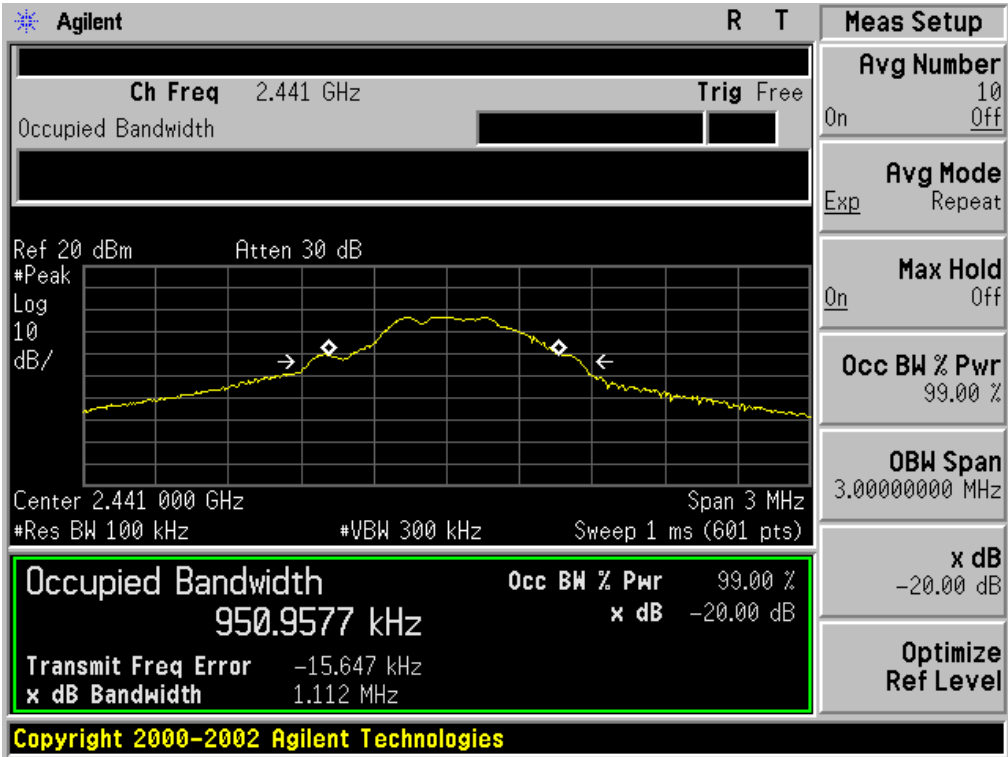 Agilent R T
Ch Freq 2.441 GHz Trig Free
Occupied Bandwidth
Ref 20 dBm Atten 30 dB
#Peak
Log
10
dB/
Center 2.441 000 GHz Span 3 MHz
#Res BW 100 kHz #VBW 300 kHz Sweep 1 ms (601 pts)
Occupied Bandwidth
950.9577 kHz
Occ BW % Pwr 99.00 %
x dB -20.00 dB
Transmit Freq Error -15.647 kHz
x dB Bandwidth 1.112 MHz
Copyright 2000-2002 Agilent Technologies
Meas Setup
Avg Number
10
On Off
Avg Mode
Exp Repeat
Max Hold
On Off
Occ BW % Pwr
99.00 %
OBW Span
3.00000000 MHz
x dB
-20.00 dB
Optimize
Ref Level